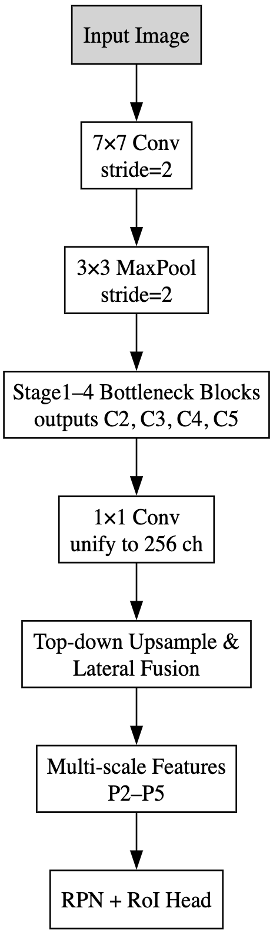 Input Image
7×7 Conv
stride=2
3×3 MaxPool
stride=2
Stage1–4 Bottleneck Blocks
outputs C2, C3, C4, C5
1×1 Conv
unify to 256 ch
Top-down Upsample &
Lateral Fusion
Multi-scale Features
P2–P5
RPN + RoI Head